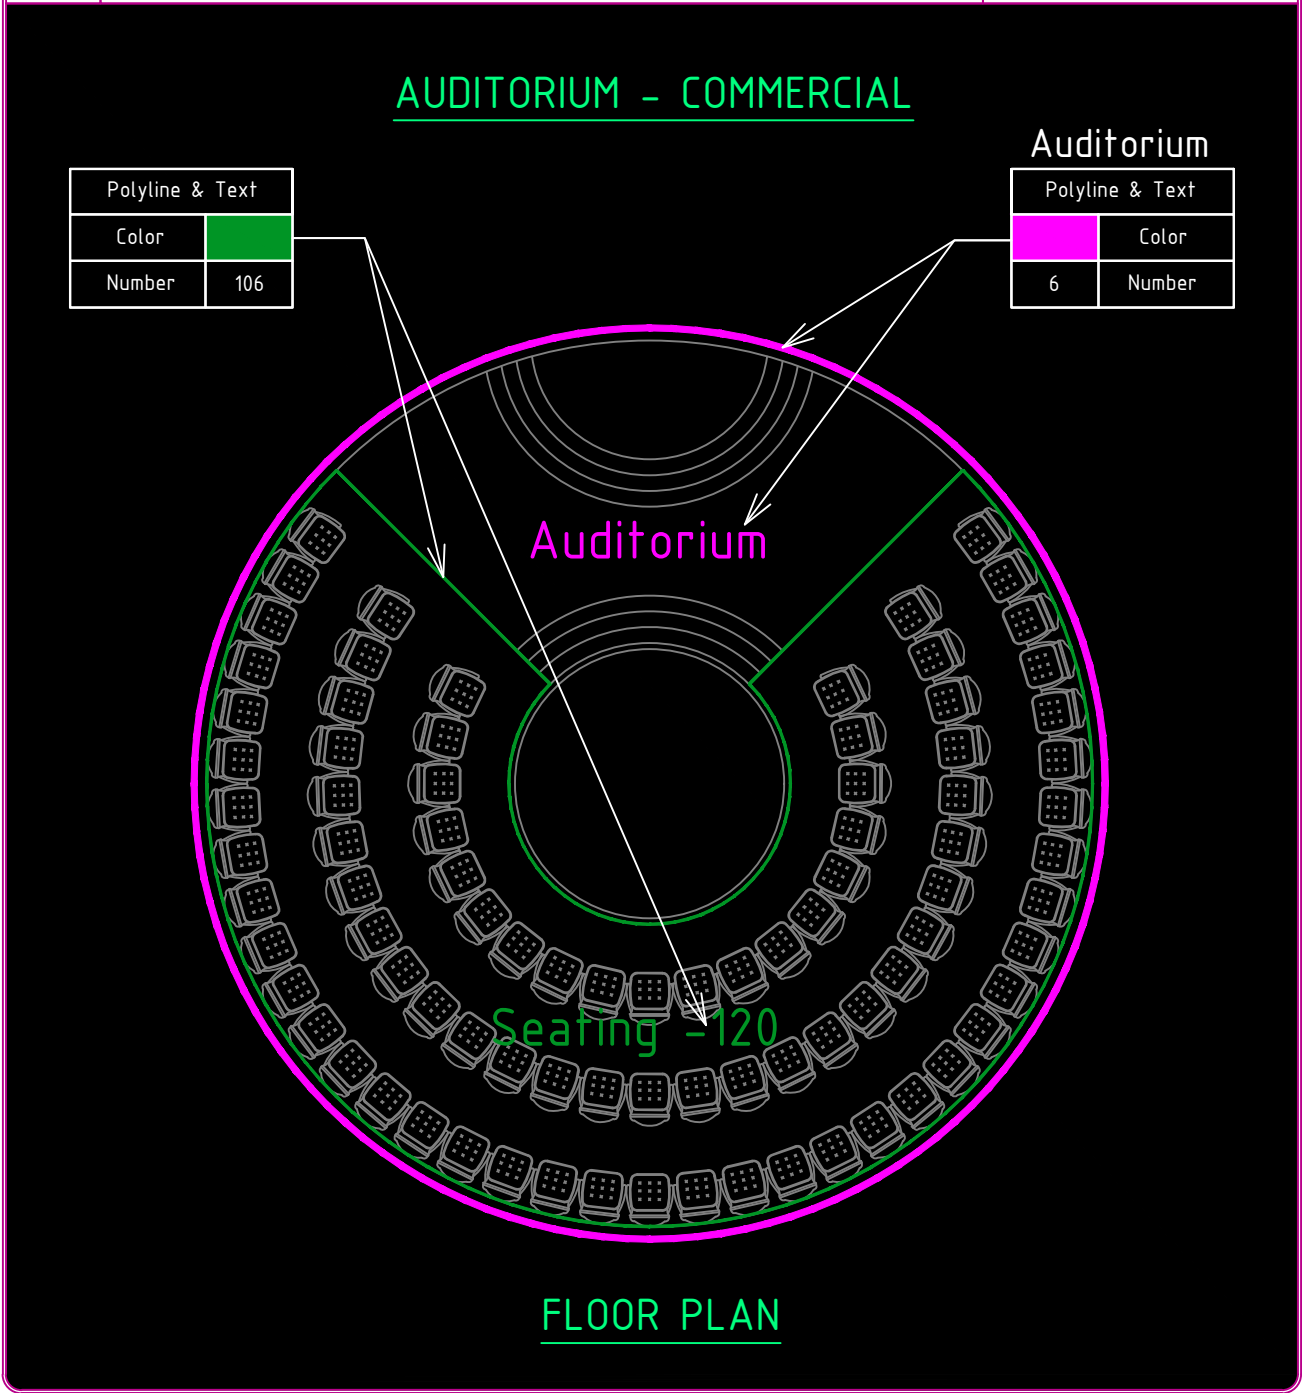 AUDITORIUM - COMMERCIAL
Auditorium
Polyline & Text
Color
Number 106
Polyline & Text
Color
6 Number
Auditorium
Seating -120
FLOOR PLAN